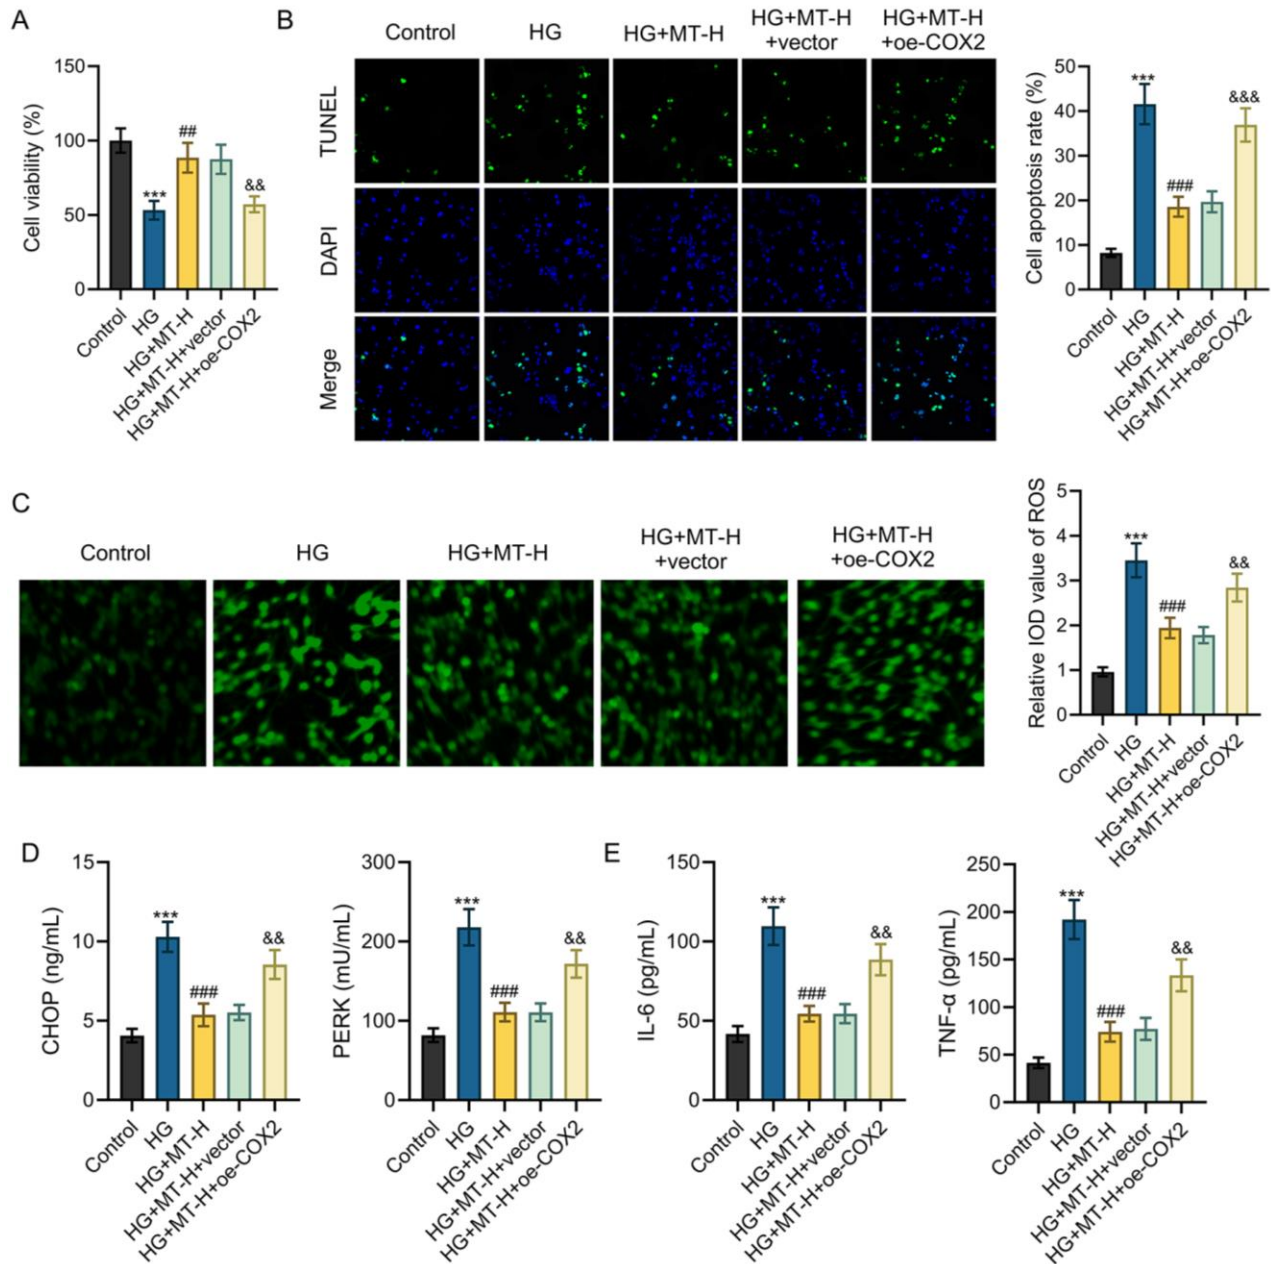 A
Cell viability (%)
150
100
50
0
***
##
&&
Control
HG
HG+MT-H
HG+MT-H+vector
HG+MT-H+oe-COX2
B
Control
HG
HG+MT-H
HG+MT-H
+vector
HG+MT-H
+oe-COX2
TUNEL
DAPI
Merge
Cell apoptosis rate (%)
50
40
30
20
10
0
***
###
&&&
Control
HG
HG+MT-H
HG+MT-H+vector
HG+MT-H+oe-COX2
C
Control
HG
HG+MT-H
HG+MT-H
+vector
HG+MT-H
+oe-COX2
Relative IOD value of ROS
5
4
3
2
1
0
***
###
&&
Control
HG
HG+MT-H
HG+MT-H+vector
HG+MT-H+oe-COX2
D
CHOP (ng/mL)
15
10
5
0
***
###
&&
Control
HG
HG+MT-H
HG+MT-H+vector
HG+MT-H+oe-COX2
PERK (mU/mL)
300
200
100
0
***
###
&&
Control
HG
HG+MT-H
HG+MT-H+vector
HG+MT-H+oe-COX2
E
IL-6 (pg/mL)
150
100
50
0
***
###
&&
Control
HG
HG+MT-H
HG+MT-H+vector
HG+MT-H+oe-COX2
TNF-α (pg/mL)
250
200
150
100
50
0
***
###
&&
Control
HG
HG+MT-H
HG+MT-H+vector
HG+MT-H+oe-COX2